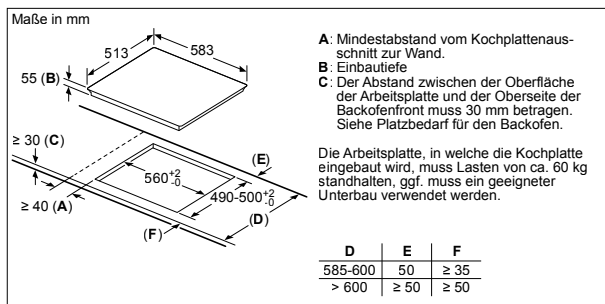 Maße in mm
513
583
55 (B)
≥ 30 (C)
(E)
560+2-0
490-500+2-0
≥ 40 (A)
(D)
(F)
A: Mindestabstand vom Kochplattenaus-
schnitt zur Wand.
B: Einbautiefe
C: Der Abstand zwischen der Oberfläche
der Arbeitsplatte und der Oberseite der
Backofenfront muss 30 mm betragen.
Siehe Platzbedarf für den Backofen.
Die Arbeitsplatte, in welche die Kochplatte
eingebaut wird, muss Lasten von ca. 60 kg
standhalten, ggf. muss ein geeigneter
Unterbau verwendet werden.
D E F
585-600 50 ≥ 35
> 600 ≥ 50 ≥ 50